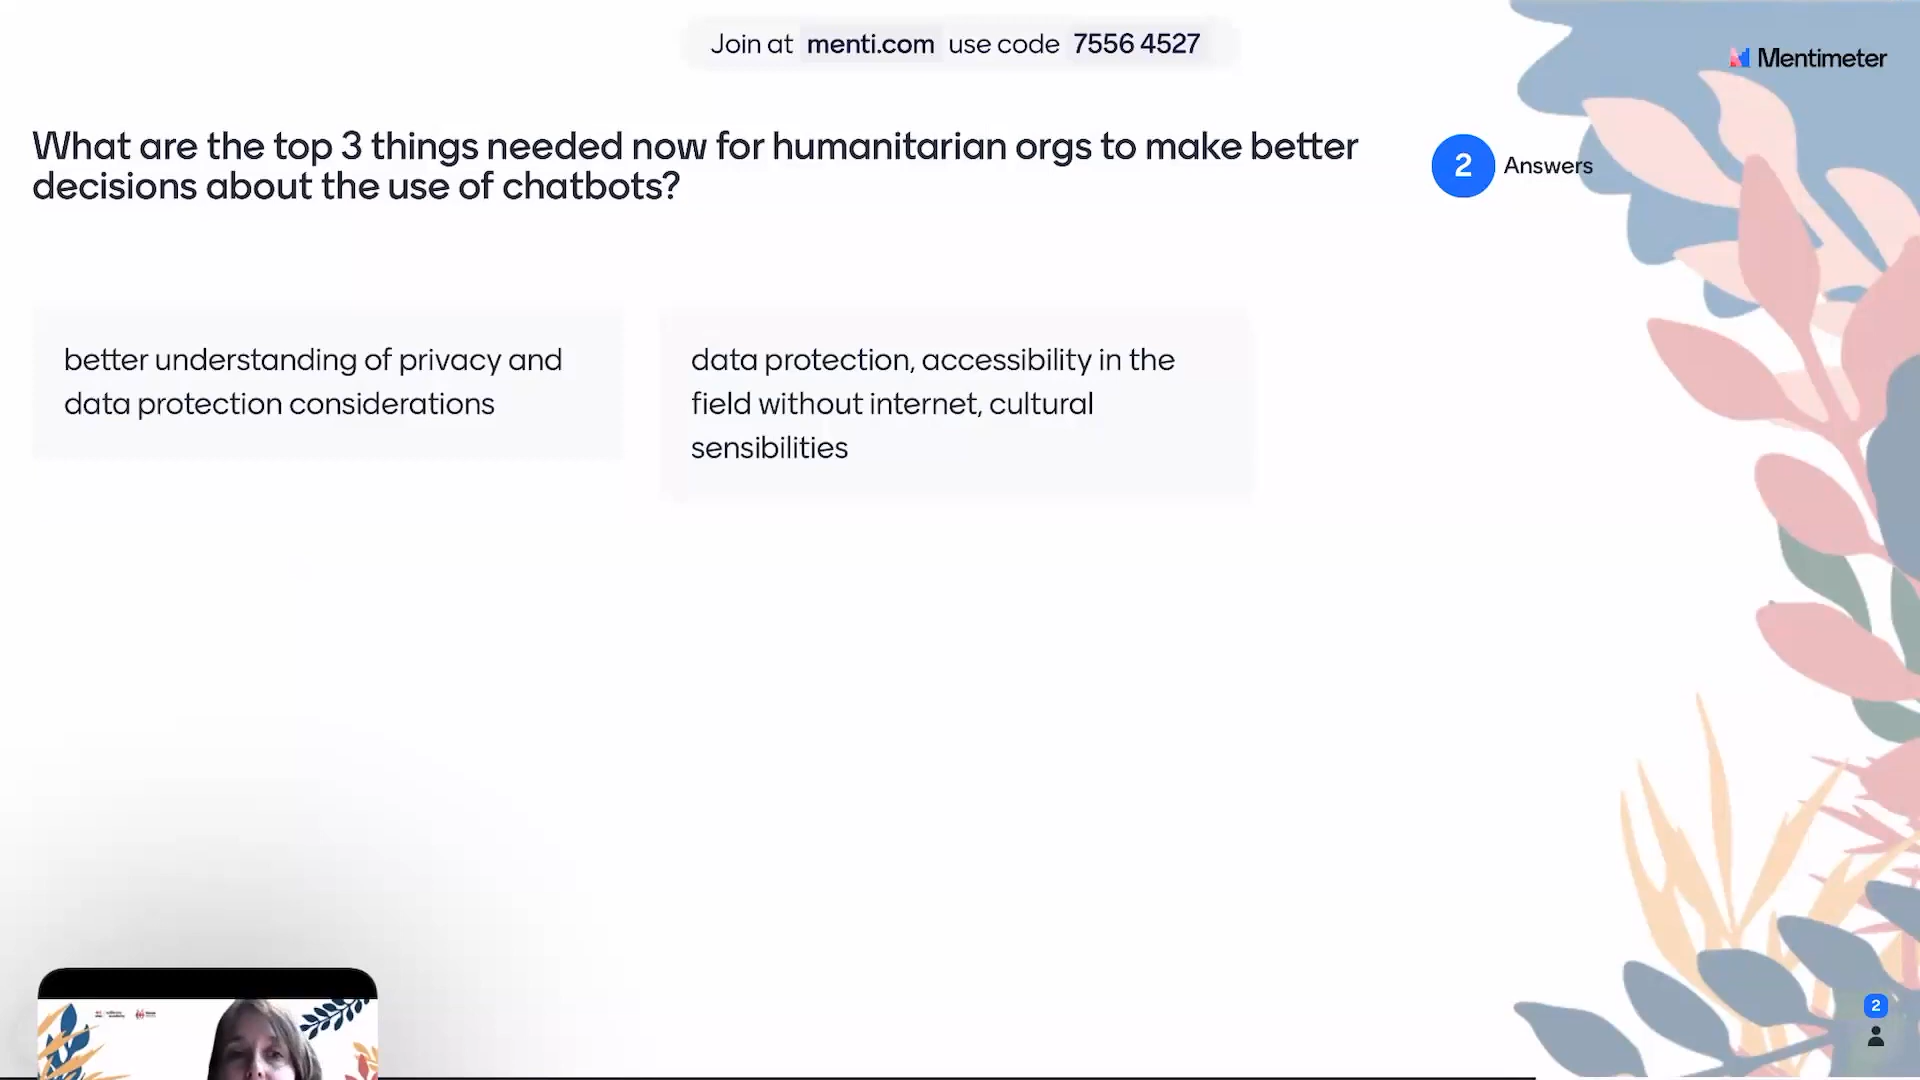 Join at menti.com use code 7556 4527
Mentimeter
What are the top 3 things needed now for humanitarian orgs to make better
decisions about the use of chatbots?
2 Answers
better understanding of privacy and
data protection considerations
data protection, accessibility in the
field without internet, cultural
sensibilities
2